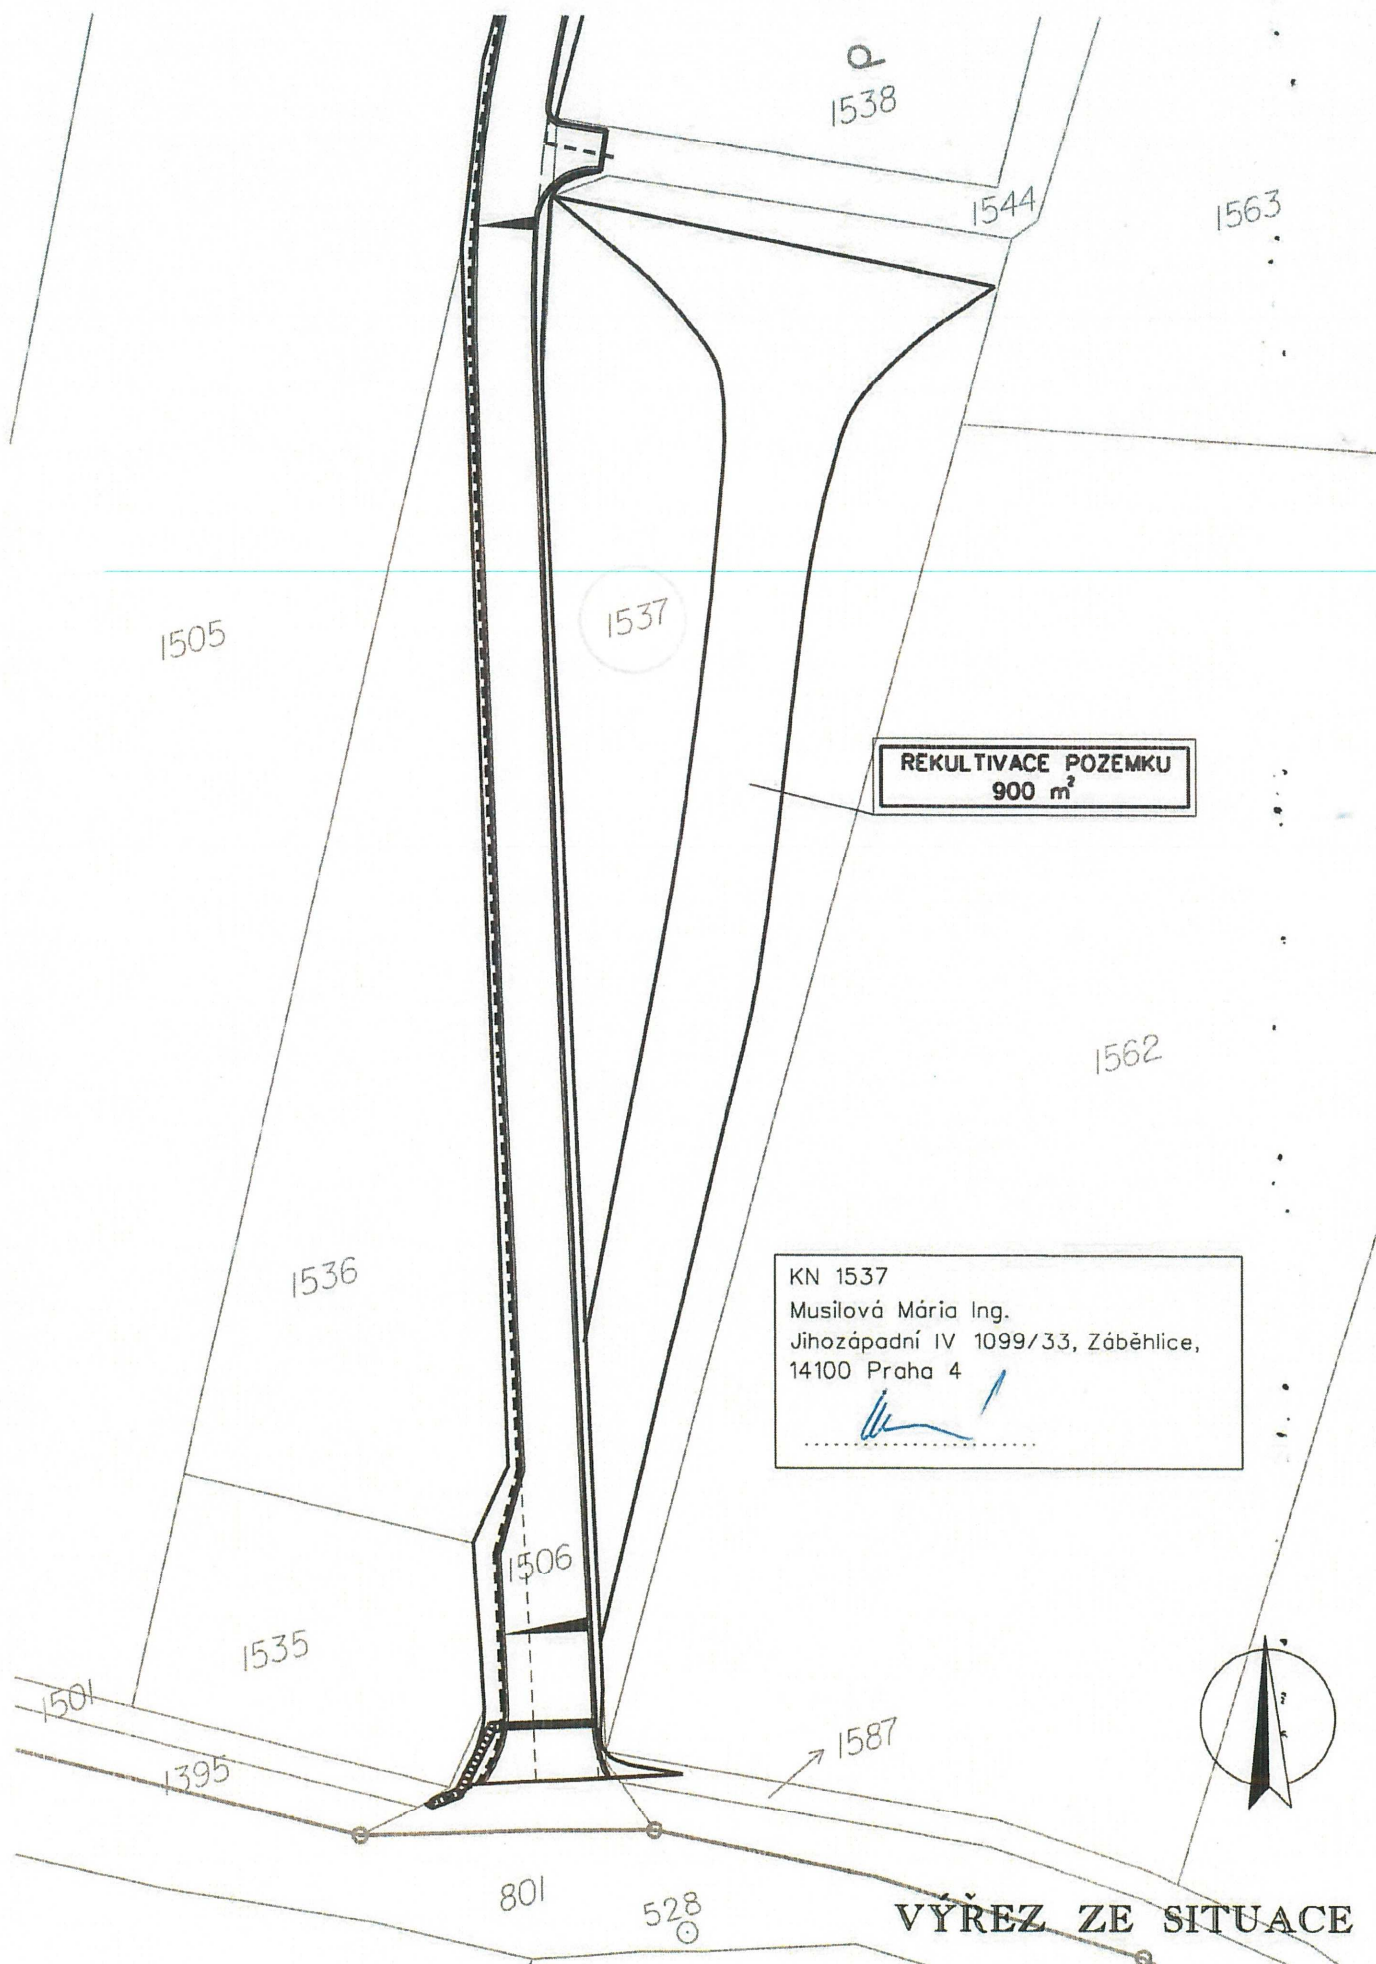 P
1538
1544
1563
1537
1505
REKULTIVACE POZEMKU
900 m²
1562
KN 1537
Musilová Mária Ing.
Jihozápadní IV 1099/33, Záběhlice,
14100 Praha 4
1536
1506
1535
1501
1587
1395
801
528
VÝŘEZ ZE SITUACE